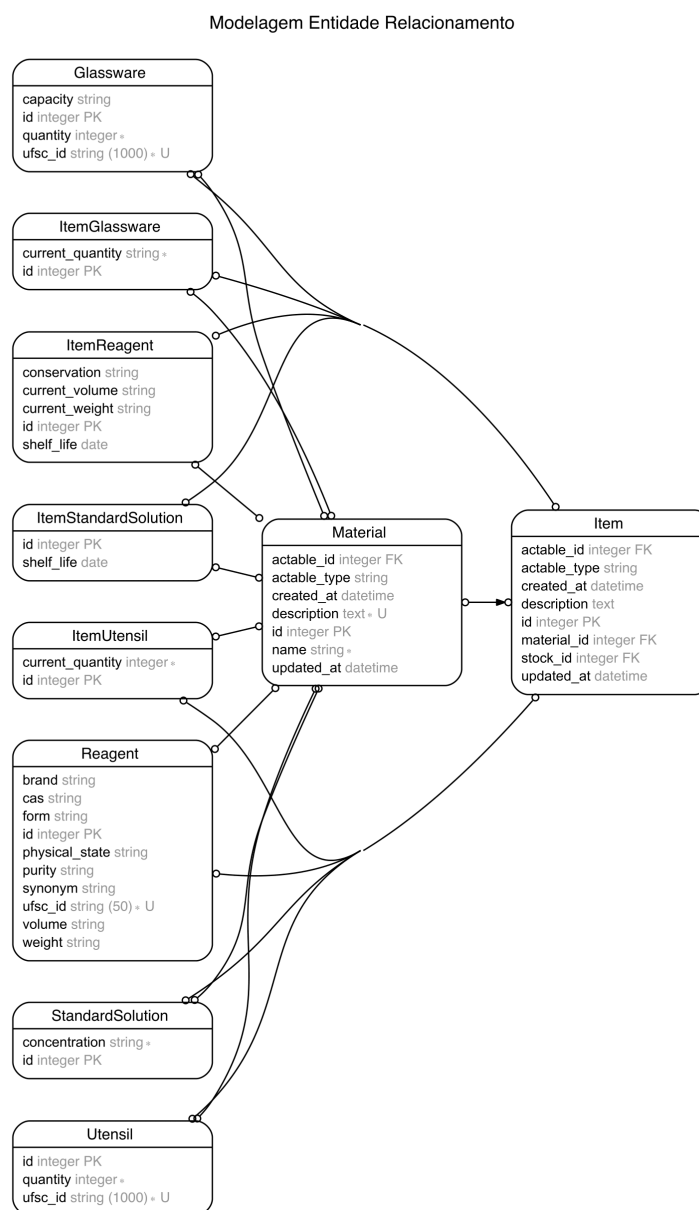 Modelagem Entidade Relacionamento
Glassware
capacity string
id integer PK
quantity integer ∗
ufsc_id string (1000) ∗ U
ItemGlassware
current_quantity string ∗
id integer PK
ItemReagent
conservation string
current_volume string
current_weight string
id integer PK
shelf_life date
ItemStandardSolution
id integer PK
shelf_life date
ItemUtensil
current_quantity integer ∗
id integer PK
Reagent
brand string
cas string
form string
id integer PK
physical_state string
purity string
synonym string
ufsc_id string (50) ∗ U
volume string
weight string
StandardSolution
concentration string ∗
id integer PK
Utensil
id integer PK
quantity integer ∗
ufsc_id string (1000) ∗ U
Material
actable_id integer FK
actable_type string
created_at datetime
description text ∗ U
id integer PK
name string ∗
updated_at datetime
Item
actable_id integer FK
actable_type string
created_at datetime
description text
id integer PK
material_id integer FK
stock_id integer FK
updated_at datetime